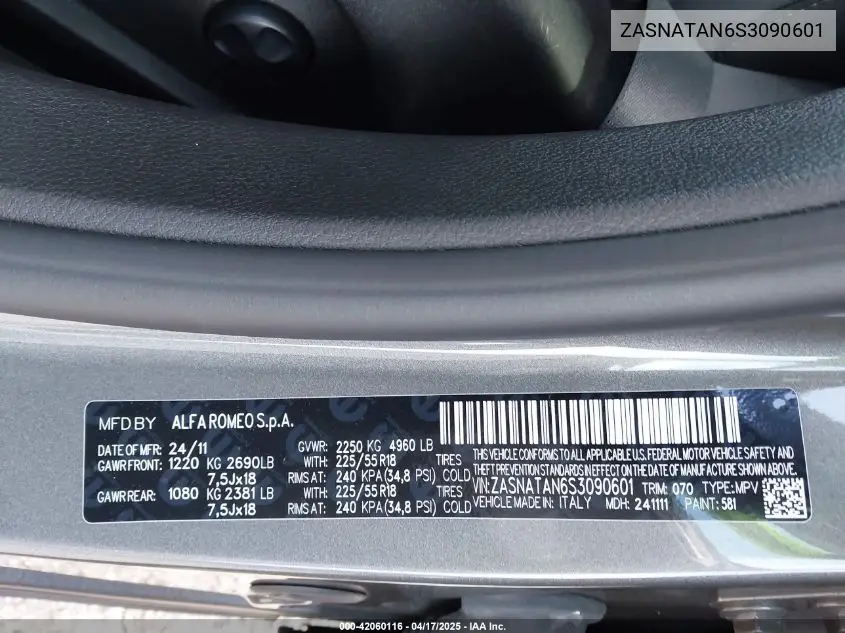 ZASNATAN6S3090601
MFD BY ALFA ROMEO S.p.A.
DATE OF MFR: 24/11 GVWR: 2250 KG 4960 LB
GAWR FRONT: 1220 KG 2690LB WITH: 225/55R18 TIRES
7,5Jx18 RIMS AT: 240 KPA(34,8 PSI) COLD
GAWR REAR: 1080 KG 2381 LB WITH: 225/55R18 TIRES
7,5Jx18 RIMS AT: 240 KPA(34,8 PSI) COLD
THIS VEHICLE CONFORMS TO ALL APPLICABLE U.S. FEDERAL MOTOR VEHICLE SAFETY AND
THEFT PREVENTION STANDARDS IN EFFECT ON THE DATE OF MANUFACTURE SHOWN ABOVE.
VIN: ZASNATAN6S3090601 TRIM: 070 TYPE: MPV
VEHICLE MADE IN: ITALY MDH: 241111 PAINT: 581
000-42060116 - 04/17/2025 - IAA Inc.